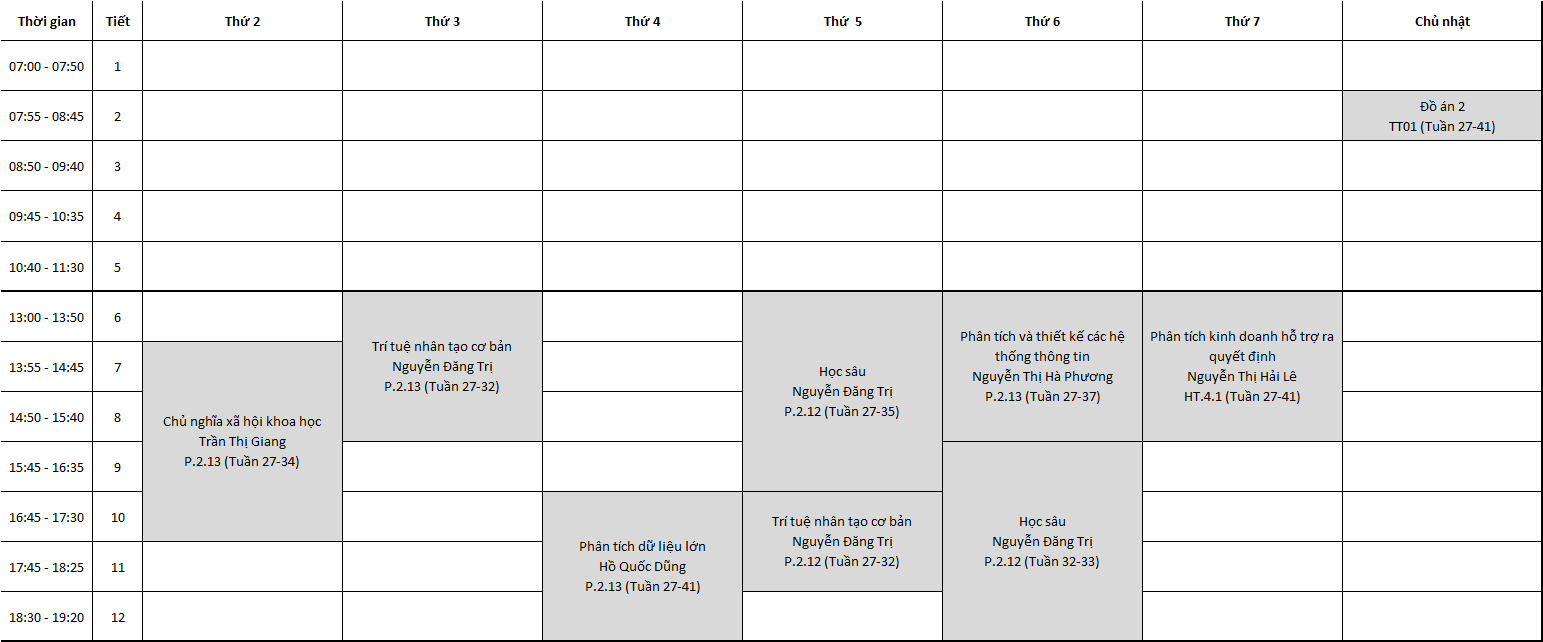 Thời gian Tiết Thứ 2 Thứ 3 Thứ 4 Thứ 5 Thứ 6 Thứ 7 Chủ nhật
07:00 - 07:50 1
07:55 - 08:45 2
Đồ án 2
TT01 (Tuần 27-41)
08:50 - 09:40 3
09:45 - 10:35 4
10:40 - 11:30 5
13:00 - 13:50 6
13:55 - 14:45 7
14:50 - 15:40 8
15:45 - 16:35 9
16:45 - 17:30 10
17:45 - 18:25 11
18:30 - 19:20 12
Chủ nghĩa xã hội khoa học
Trần Thị Giang
P.2.13 (Tuần 27-34)
Trí tuệ nhân tạo cơ bản
Nguyễn Đăng Trị
P.2.13 (Tuần 27-32)
Phân tích dữ liệu lớn
Hồ Quốc Dũng
P.2.13 (Tuần 27-41)
Học sâu
Nguyễn Đăng Trị
P.2.12 (Tuần 27-35)
Trí tuệ nhân tạo cơ bản
Nguyễn Đăng Trị
P.2.12 (Tuần 27-32)
Phân tích và thiết kế các hệ
thống thông tin
Nguyễn Thị Hà Phương
P.2.13 (Tuần 27-37)
Học sâu
Nguyễn Đăng Trị
P.2.12 (Tuần 32-33)
Phân tích kinh doanh hỗ trợ ra
quyết định
Nguyễn Thị Hải Lê
HT.4.1 (Tuần 27-41)